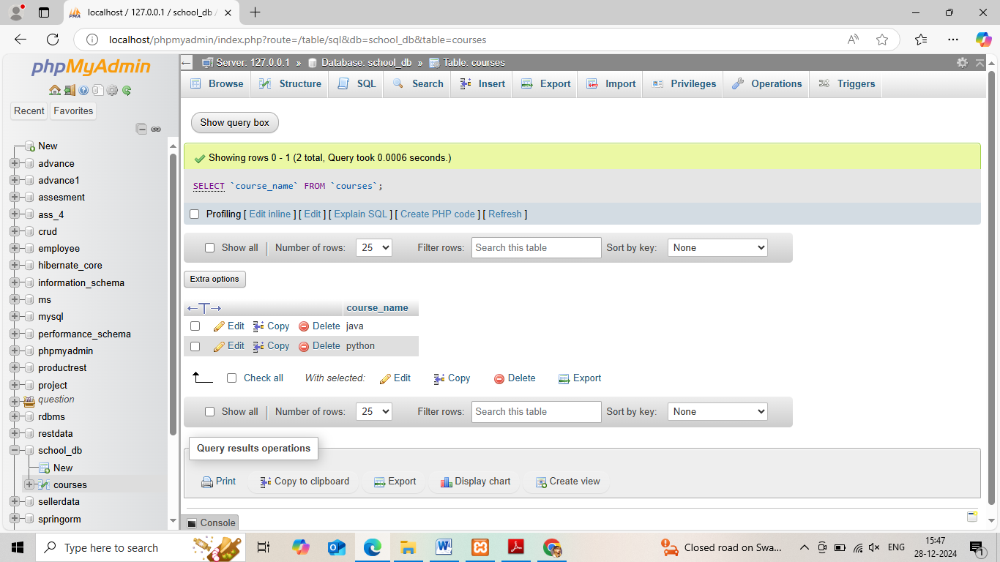 localhost / 127.0.0.1 / school_db /
localhost/phpmyadmin/index.php?route=/table/sql&db=school_db&table=courses
phpMyAdmin
Recent Favorites
New
advance
advance1
assesment
ass_4
crud
employee
hibernate_core
information_schema
ms
mysql
performance_schema
phpmyadmin
productrest
project
question
rdbms
restdata
school_db
New
courses
sellerdata
springorm
Server: 127.0.0.1 » Database: school_db » Table: courses
Browse Structure SQL Search Insert Export Import Privileges Operations Triggers
Show query box
Showing rows 0 - 1 (2 total, Query took 0.0006 seconds.)
SELECT `course_name` FROM `courses`;
Profiling [ Edit inline ] [ Edit ] [ Explain SQL ] [ Create PHP code ] [ Refresh ]
Show all Number of rows: 25 Filter rows: Search this table Sort by key: None
Extra options
←T→ course_name
Edit Copy Delete java
Edit Copy Delete python
Check all With selected: Edit Copy Delete Export
Show all Number of rows: 25 Filter rows: Search this table Sort by key: None
Query results operations
Print Copy to clipboard Export Display chart Create view
Console
Type here to search
Closed road on Swa...
ENG
15:47
28-12-2024
1